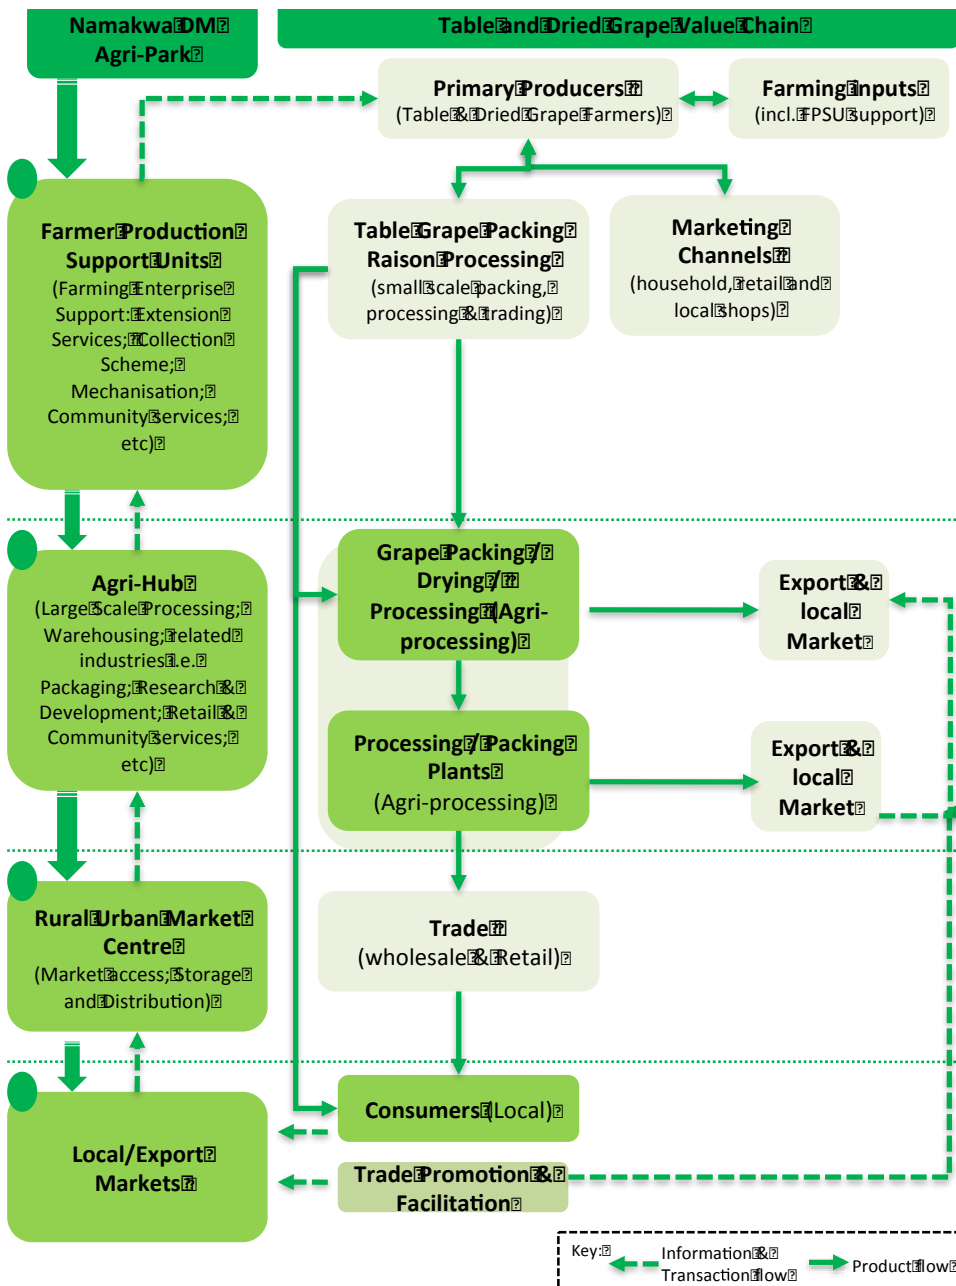 Namakwa DM
Agri-Park
Table and Dried Grape Value Chain
Primary Producers
(Table & Dried Grape Farmers)
Farming inputs
(incl. FPSU support)
Farmer Production
Support Units
(Farming Enterprise
Support: Extension
Services; Collection
Scheme;
Mechanisation;
Community services;
etc)
Table Grape Packing
Raison Processing
(small scale packing,
processing & trading)
Marketing
Channels
(household, retail and
local shops)
Agri-Hub
(Large Scale Processing;
Warehousing; related
industries i.e.
Packaging; Research &
Development; Retail &
Community services;
etc)
Grape Packing /
Drying /
Processing (Agri-
processing)
Export &
local
Market
Processing / Packing
Plants
(Agri-processing)
Export &
local
Market
Rural Urban Market
Centre
(Market access; Storage
and Distribution)
Trade
(wholesale & Retail)
Local/Export
Markets
Consumers (Local)
Trade Promotion &
Facilitation
Key:
Information &
Transaction flow
Product flow